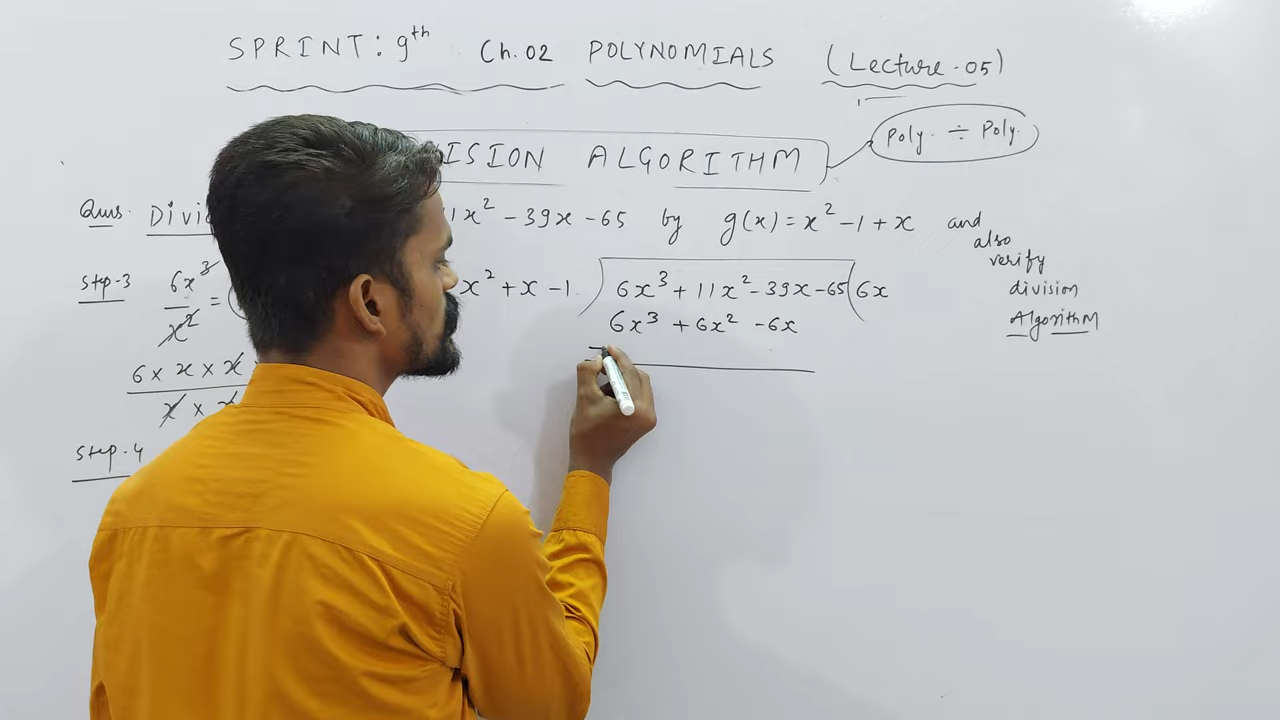 SPRINT: 9th Ch. 02 POLYNOMIALS (Lecture-05)
ISION ALGORITHM
Poly. ÷ Poly.
Ques. 1x² - 39x - 65 by g(x) = x² - 1 + x and
also
verify
division
Algorithm
Step-3 6x³
x² =
x² + x - 1 ) 6x³ + 11x² - 39x - 65 ( 6x
6x³ + 6x² - 6x
6 × x × x
x × x
Step-4